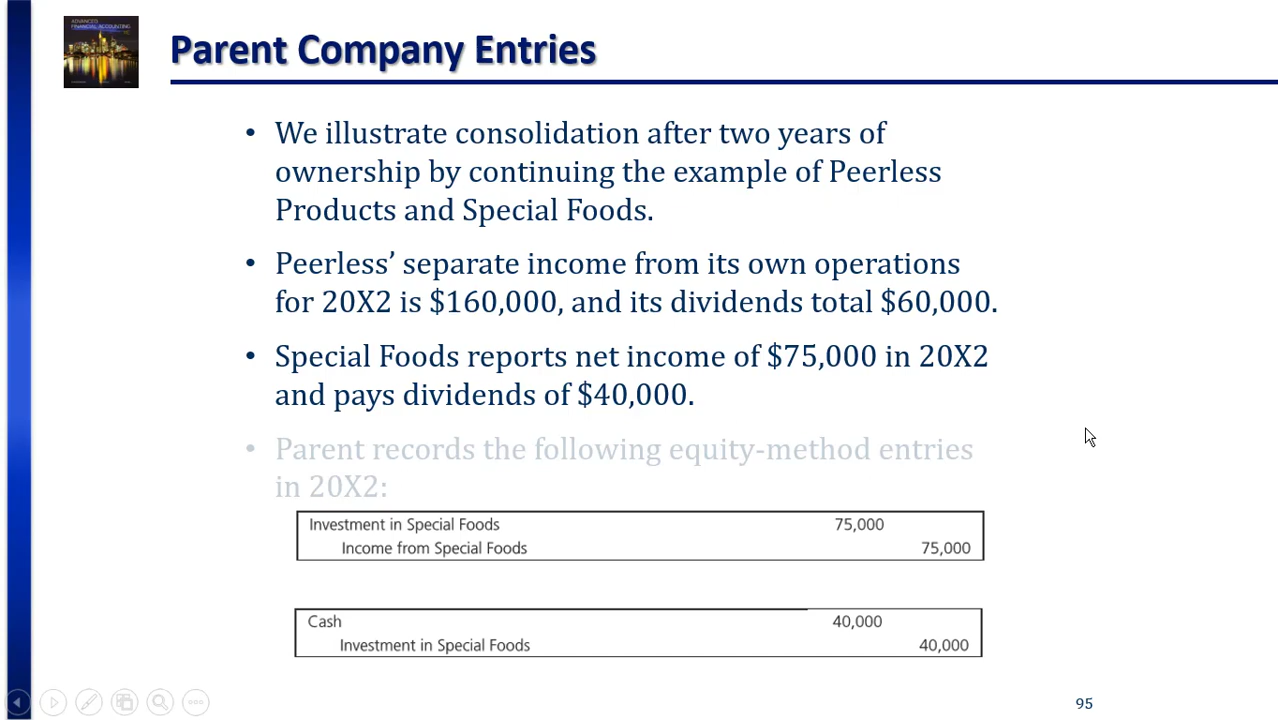 ADVANCED
FINANCIAL ACCOUNTING
Parent Company Entries
• We illustrate consolidation after two years of
ownership by continuing the example of Peerless
Products and Special Foods.
• Peerless’ separate income from its own operations
for 20X2 is $160,000, and its dividends total $60,000.
• Special Foods reports net income of $75,000 in 20X2
and pays dividends of $40,000.
• Parent records the following equity-method entries
in 20X2:
Investment in Special Foods 75,000
Income from Special Foods 75,000
Cash 40,000
Investment in Special Foods 40,000
95